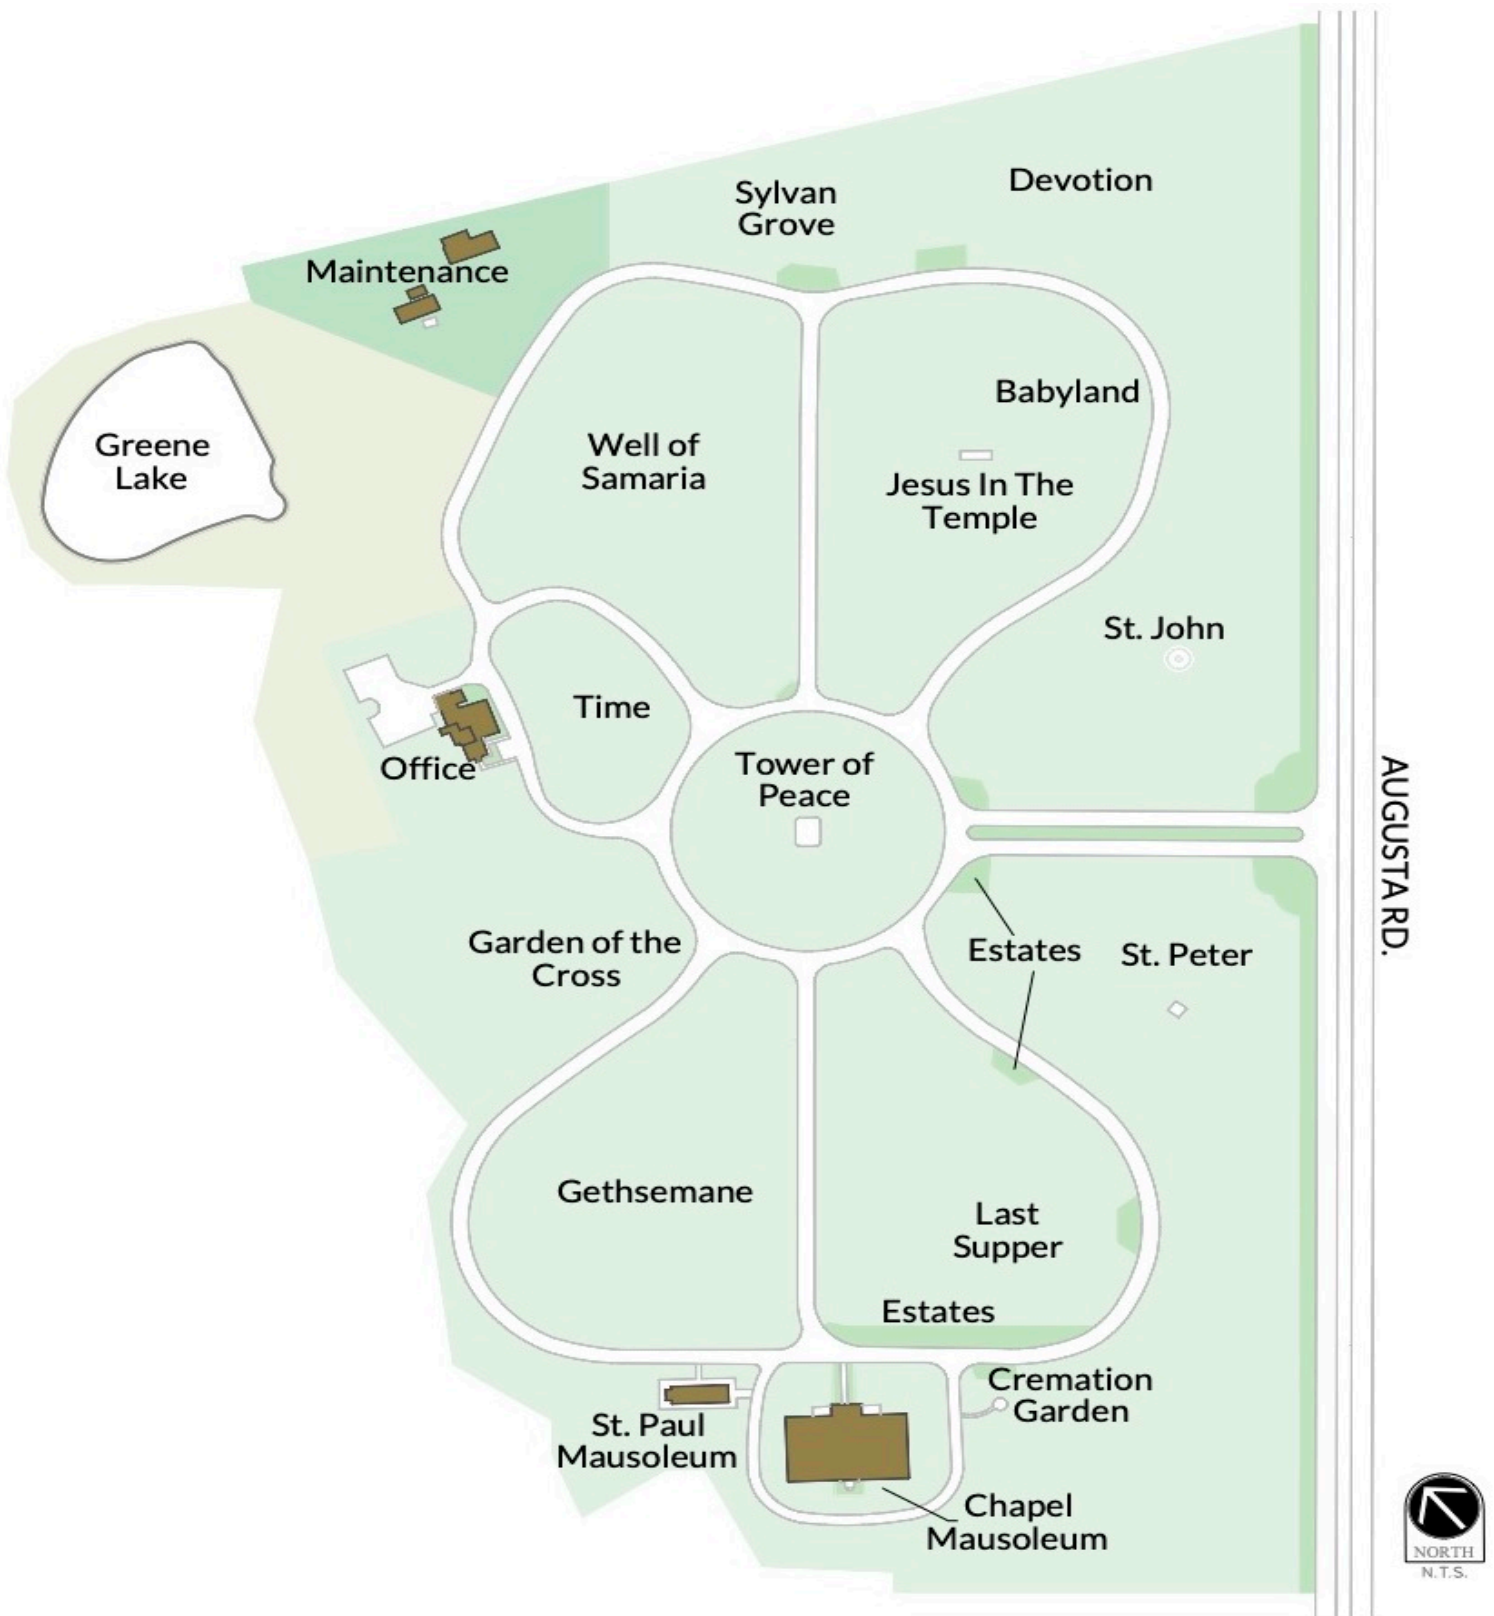 Devotion
Sylvan
Grove
Maintenance
Babyland
Greene
Lake
Well of
Samaria
Jesus In The
Temple
St. John
Time
Office
Tower of
Peace
AUGUSTA RD.
Garden of the
Cross
Estates
St. Peter
Gethsemane
Last
Supper
Estates
Cremation
Garden
St. Paul
Mausoleum
Chapel
Mausoleum
NORTH
N.T.S.